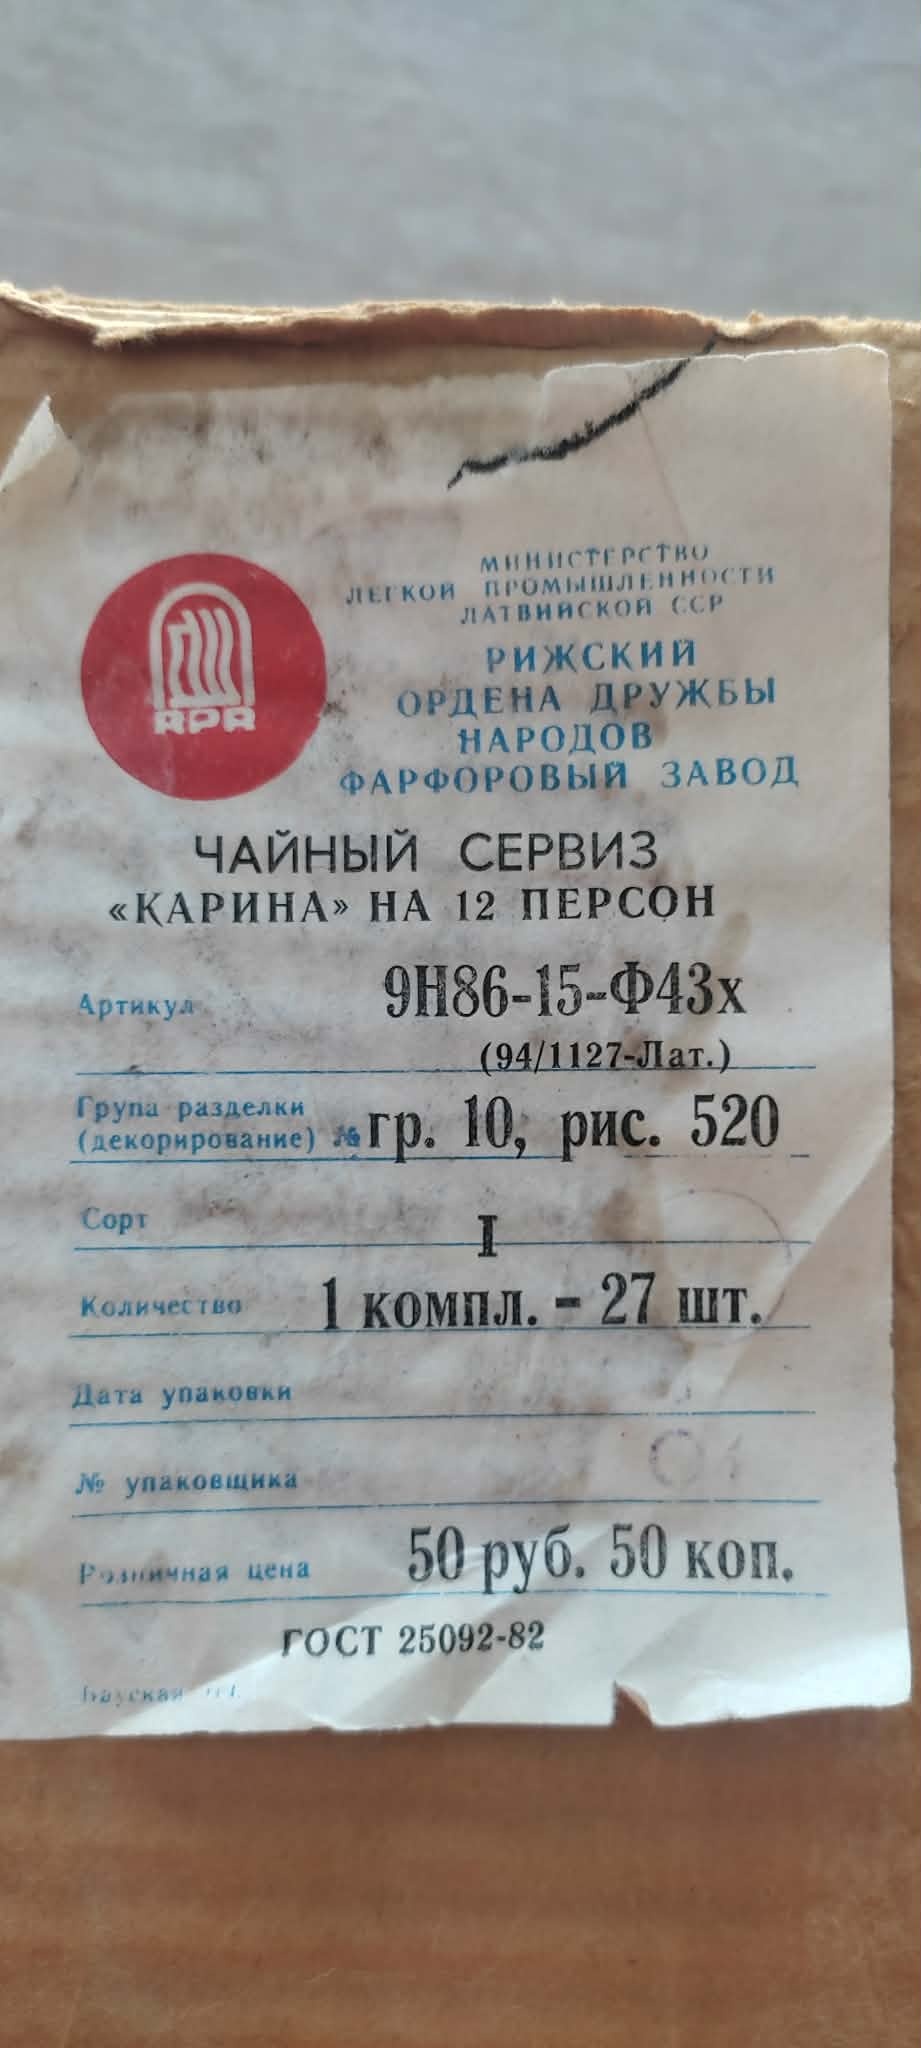 МИНИСТЕРСТВО
ЛЕГКОЙ ПРОМЫШЛЕННОСТИ
ЛАТВИЙСКОЙ ССР
РИЖСКИЙ
ОРДЕНА ДРУЖБЫ
НАРОДОВ
ФАРФОРОВЫЙ ЗАВОД
RPR
ЧАЙНЫЙ СЕРВИЗ
«КАРИНА» НА 12 ПЕРСОН
Артикул 9Н86-15-Ф43х
(94/1127-Лат.)
Група разделки
(декорирование) № гр. 10, рис. 520
Сорт I
Количество 1 компл. - 27 шт.
Дата упаковки
№ упаковщика
Розничная цена 50 руб. 50 коп.
ГОСТ 25092-82